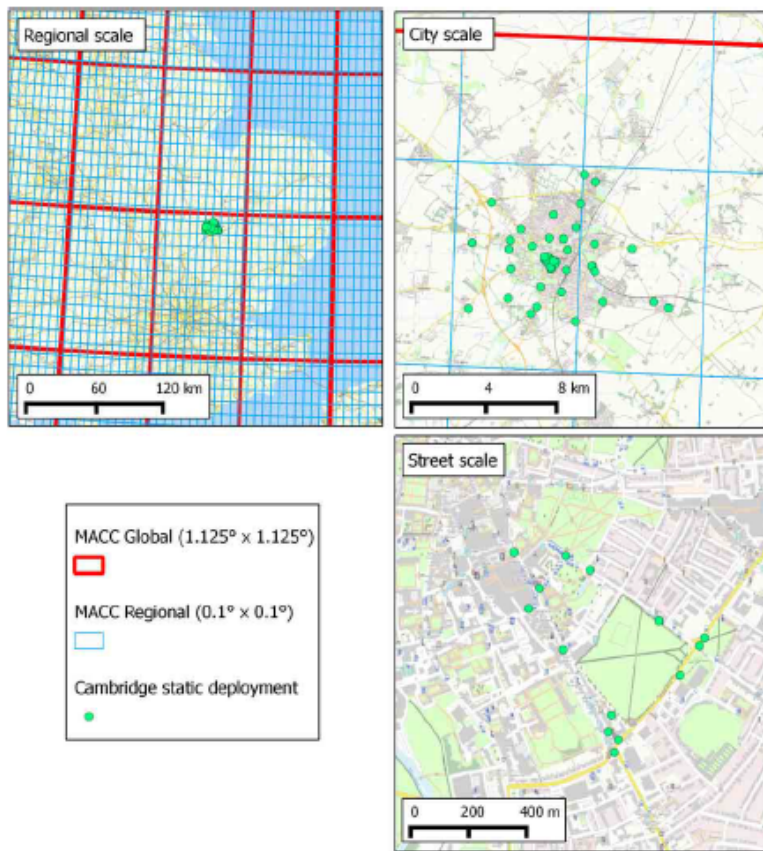 Regional scale
City scale
0 60 120 km
0 4 8 km
Street scale
MACC Global (1.125° x 1.125°)
MACC Regional (0.1° x 0.1°)
Cambridge static deployment
0 200 400 m